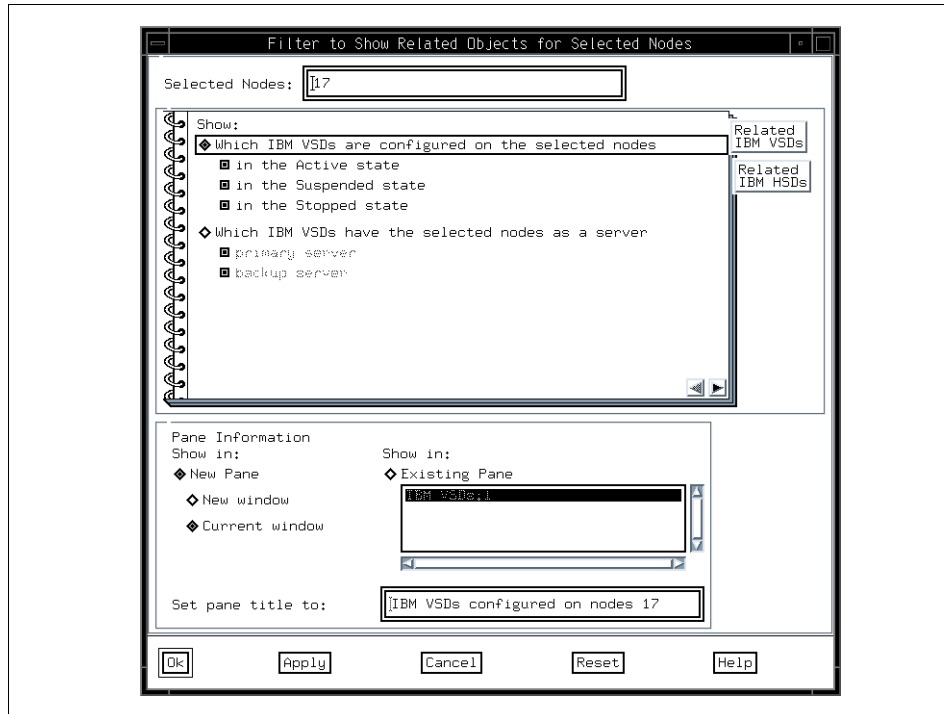 Filter to Show Related Objects for Selected Nodes
Selected Nodes: 17
Show:
Which IBM VSDs are configured on the selected nodes
in the Active state
in the Suspended state
in the Stopped state
Which IBM VSDs have the selected nodes as a server
primary server
backup server
Related
IBM VSDs
Related
IBM HSDs
Pane Information
Show in:
New Pane
New window
Current window
Show in:
Existing Pane
IBM VSDs:1
Set pane title to: IBM VSDs configured on nodes 17
Ok Apply Cancel Reset Help